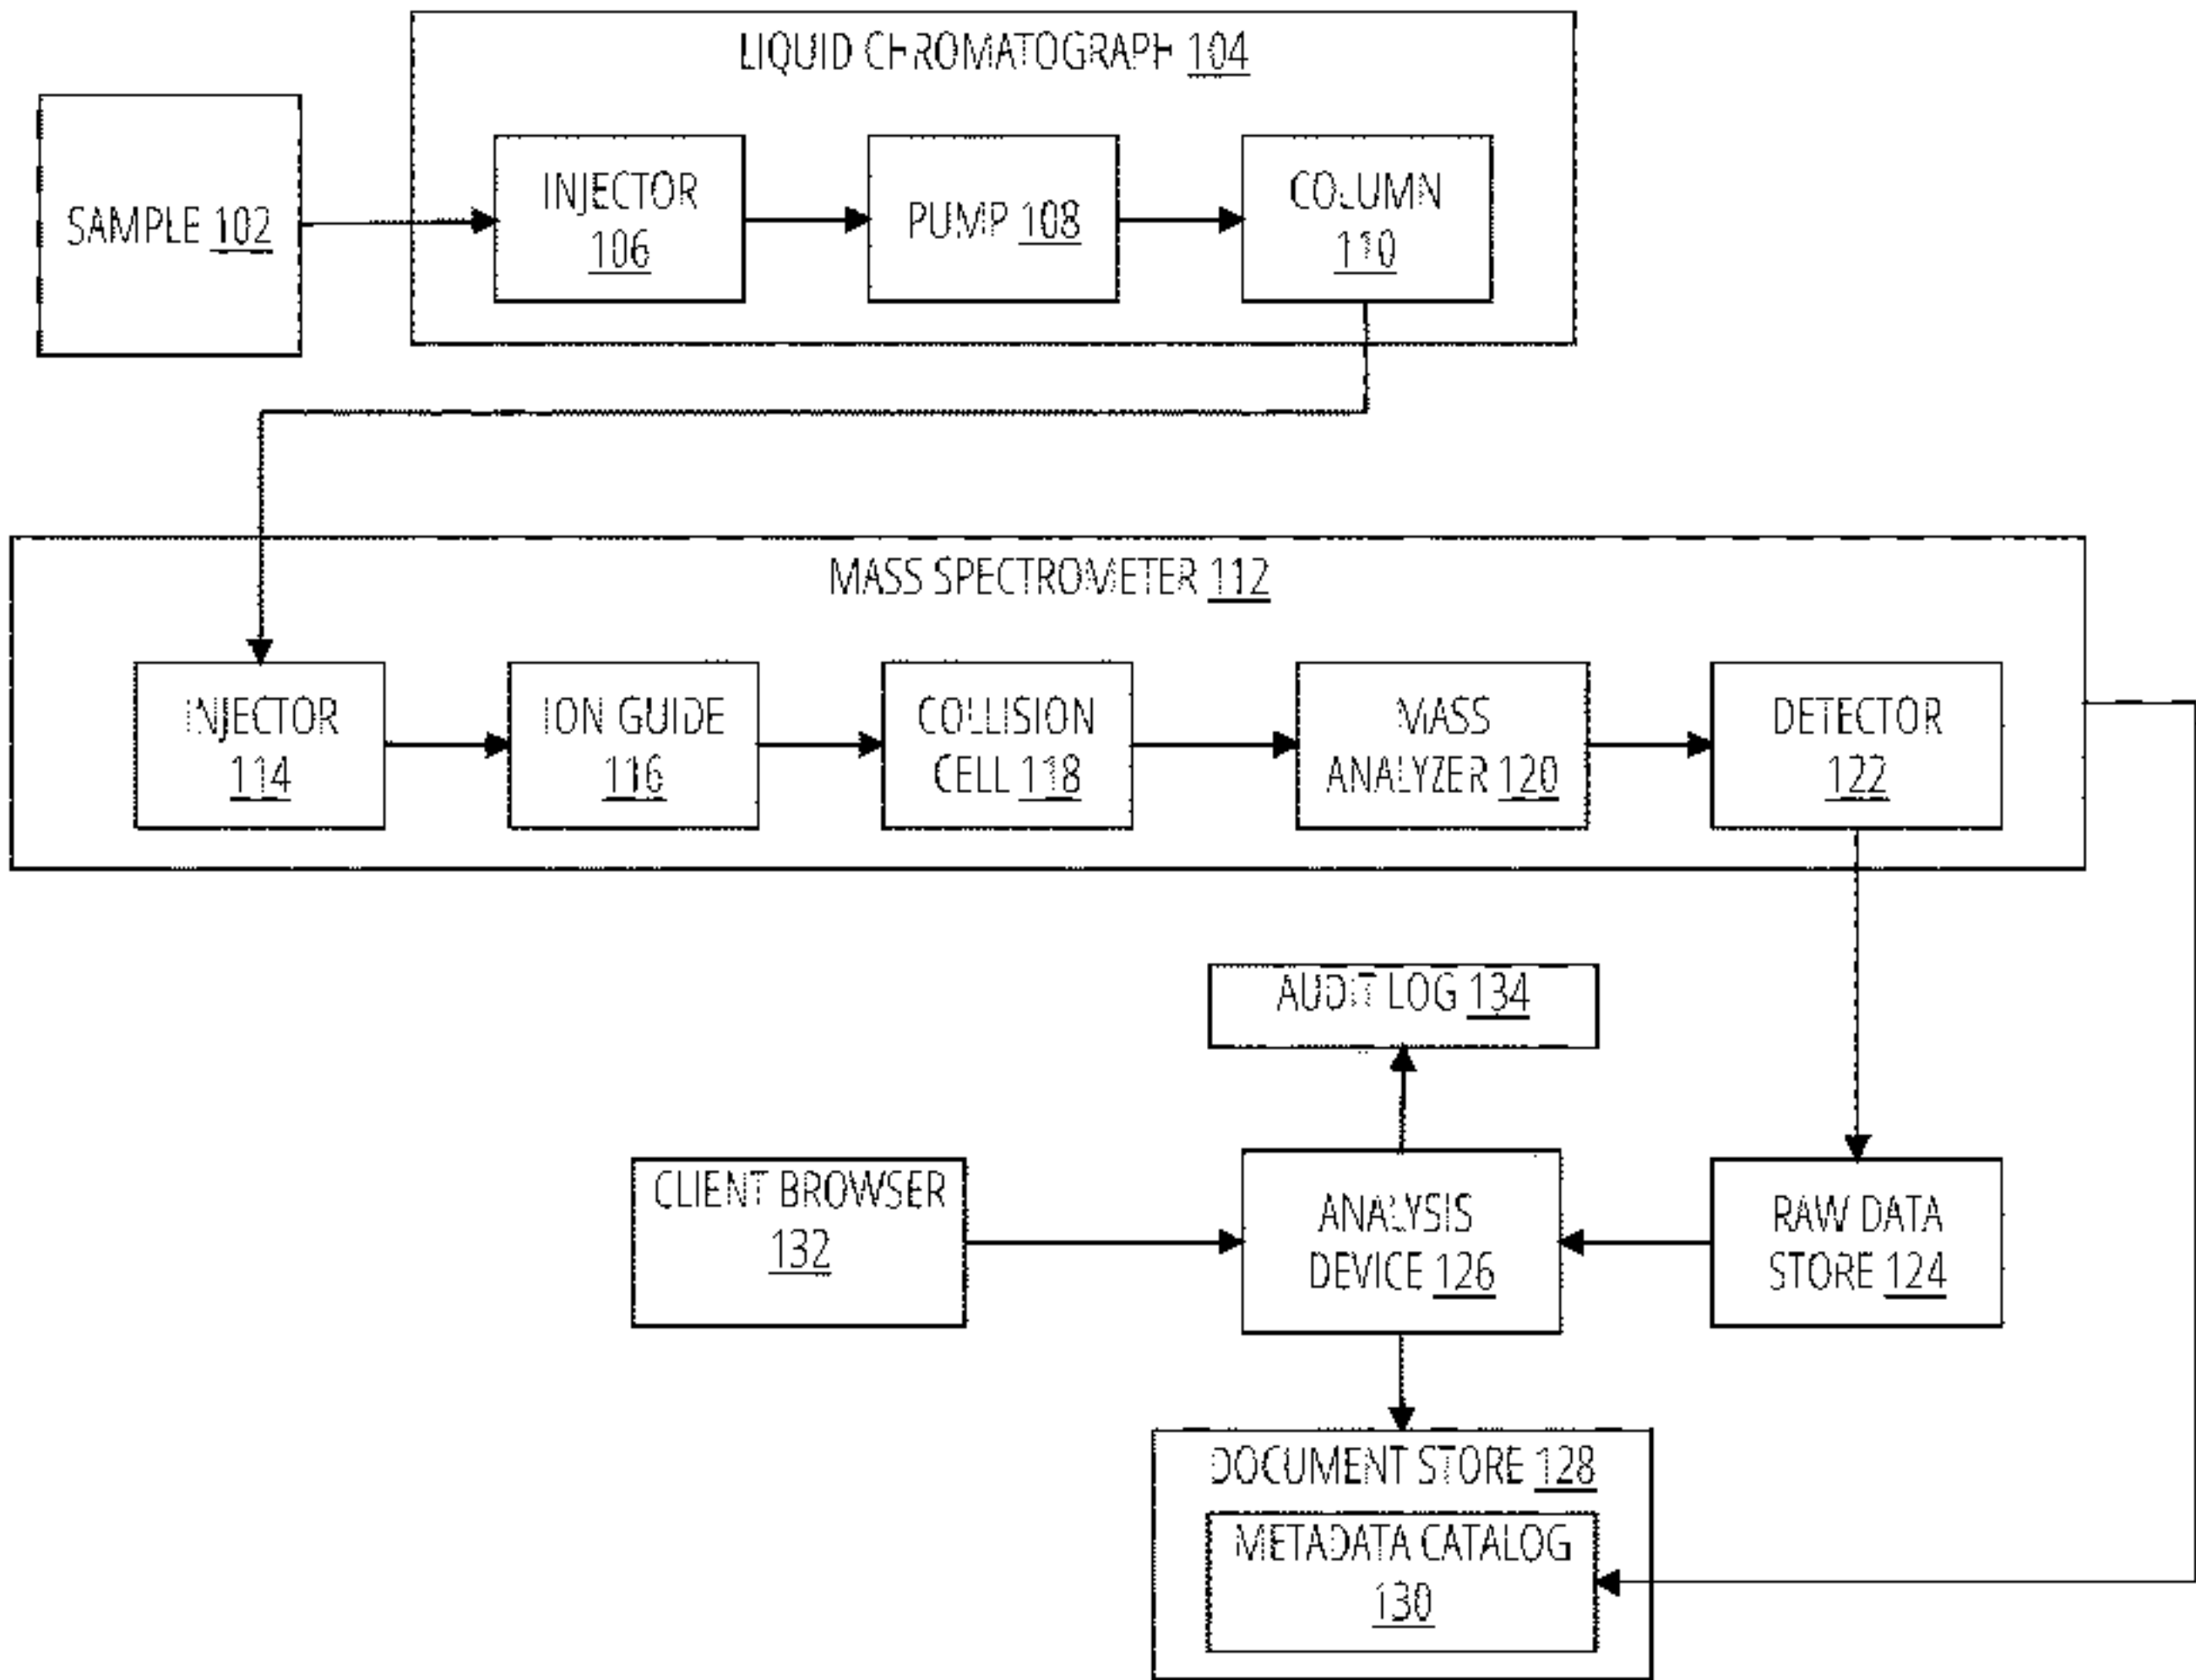 LIQUID CHROMATOGRAPH 104
SAMPLE 102
INJECTOR
106
PUMP 108
COLUMN
110
MASS SPECTROMETER 112
INJECTOR
114
ION GUIDE
116
COLLISION
CELL 118
MASS
ANALYZER 120
DETECTOR
122
AUDIT LOG 134
CLIENT BROWSER
132
ANALYSIS
DEVICE 126
RAW DATA
STORE 124
DOCUMENT STORE 128
METADATA CATALOG
130